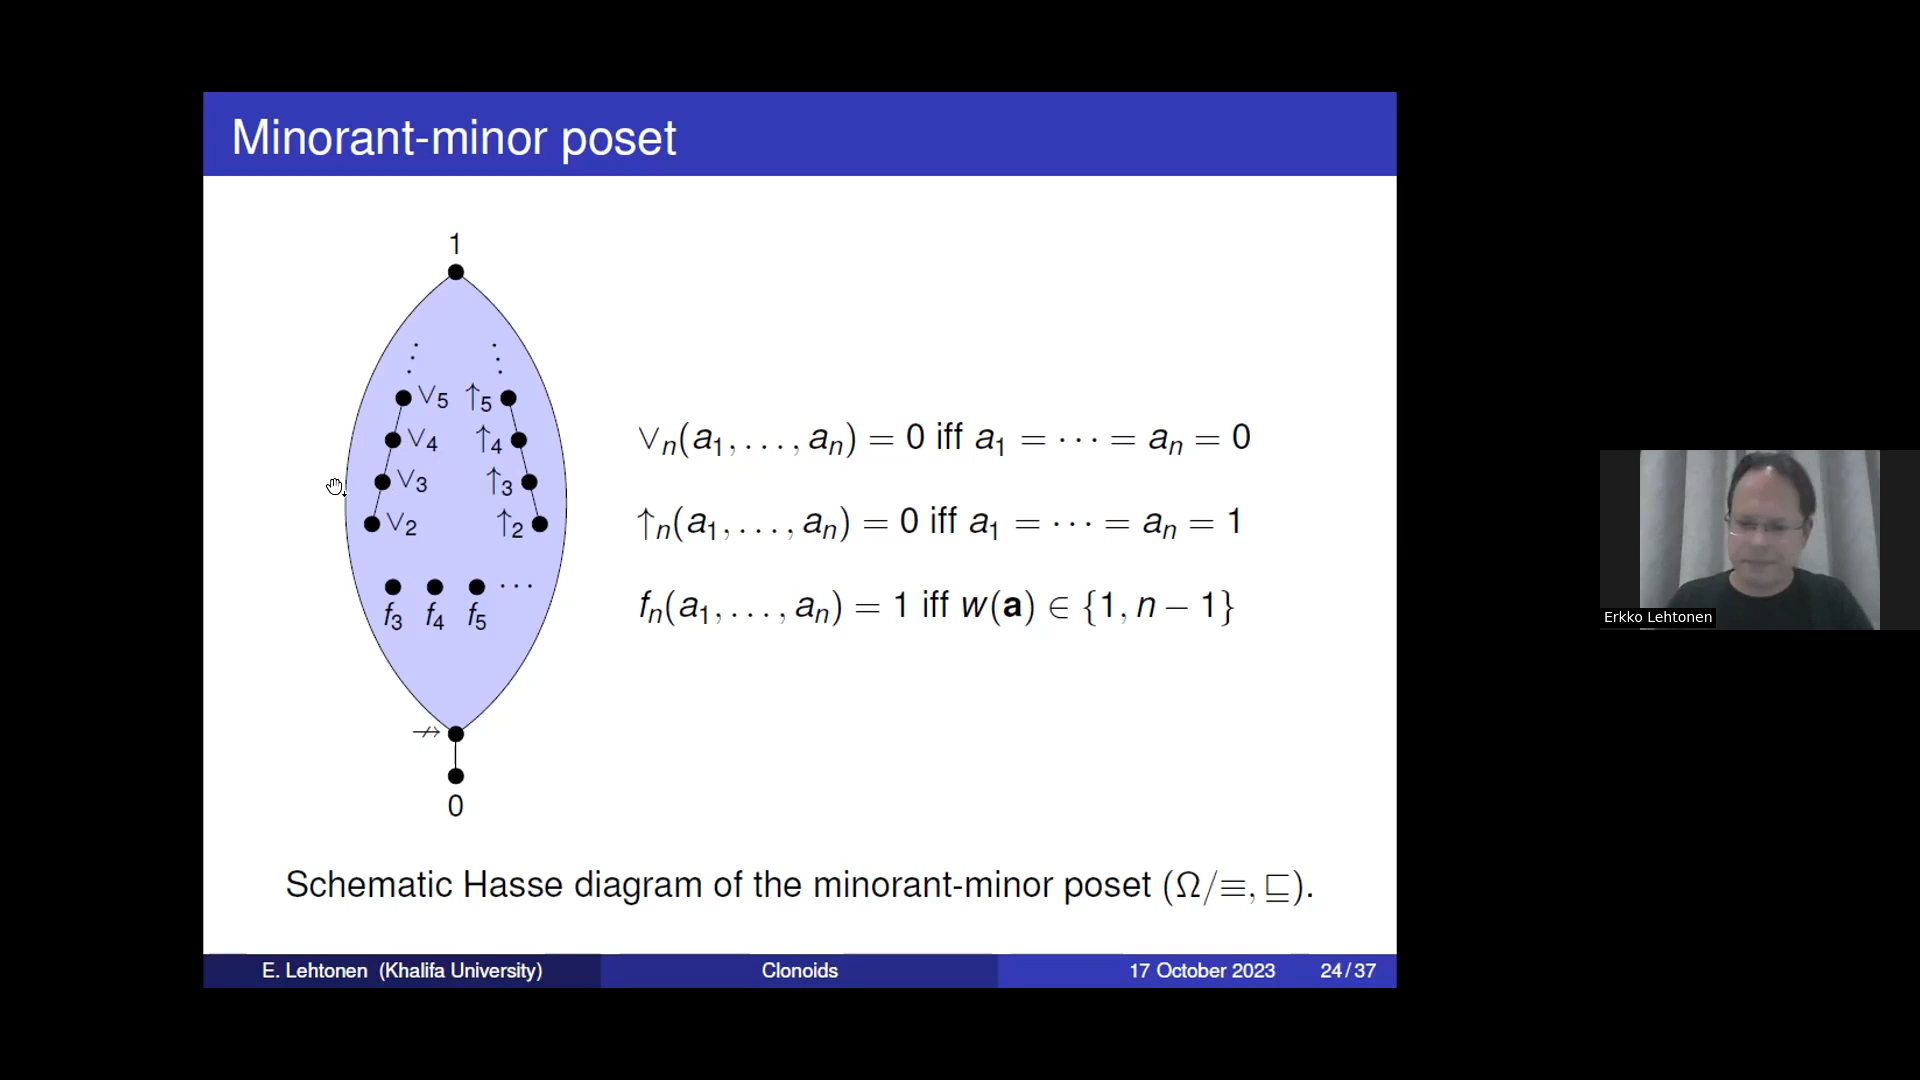 Minorant-minor poset
1
∨5 ↑5
∨4 ↑4
∨3 ↑3
∨2 ↑2
f3 f4 f5 ···
↛
0
∨n(a1, . . . , an) = 0 iff a1 = ··· = an = 0
↑n(a1, . . . , an) = 0 iff a1 = ··· = an = 1
fn(a1, . . . , an) = 1 iff w(a) ∈ {1, n − 1}
Schematic Hasse diagram of the minorant-minor poset (Ω/≡, ⊑).
E. Lehtonen (Khalifa University) Clonoids 17 October 2023 24 / 37
Erkko Lehtonen